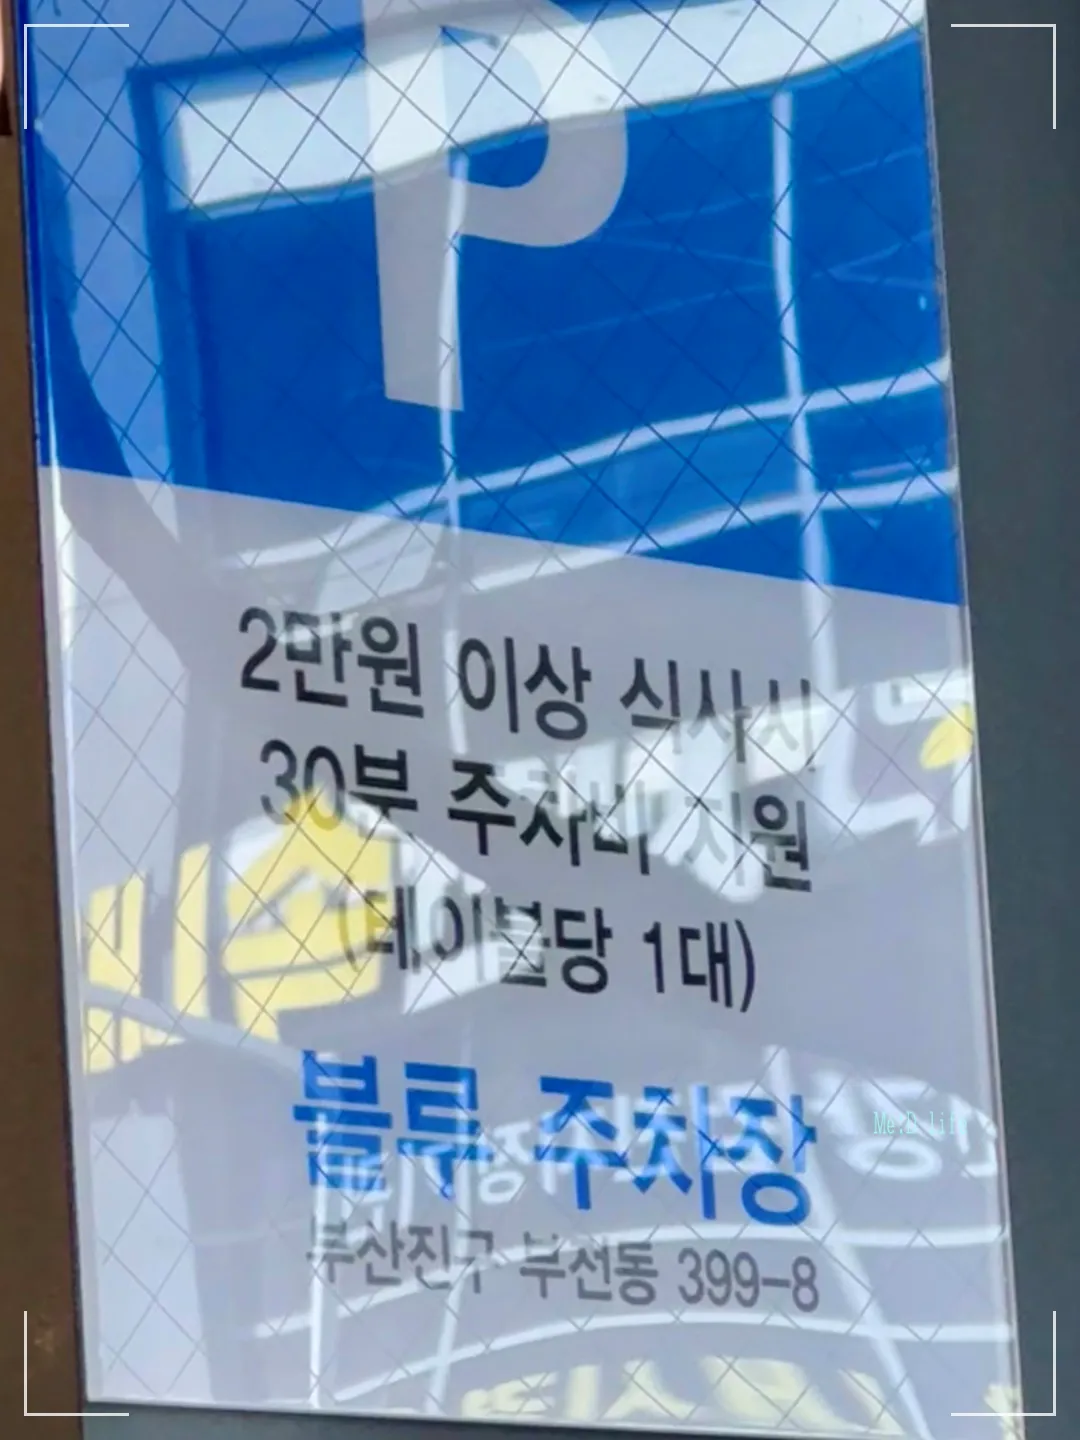 P
2만원 이상 식사시
30분 주차비 지원
(테이블당 1대)
블루 주차장
부산진구 부전동 399-8